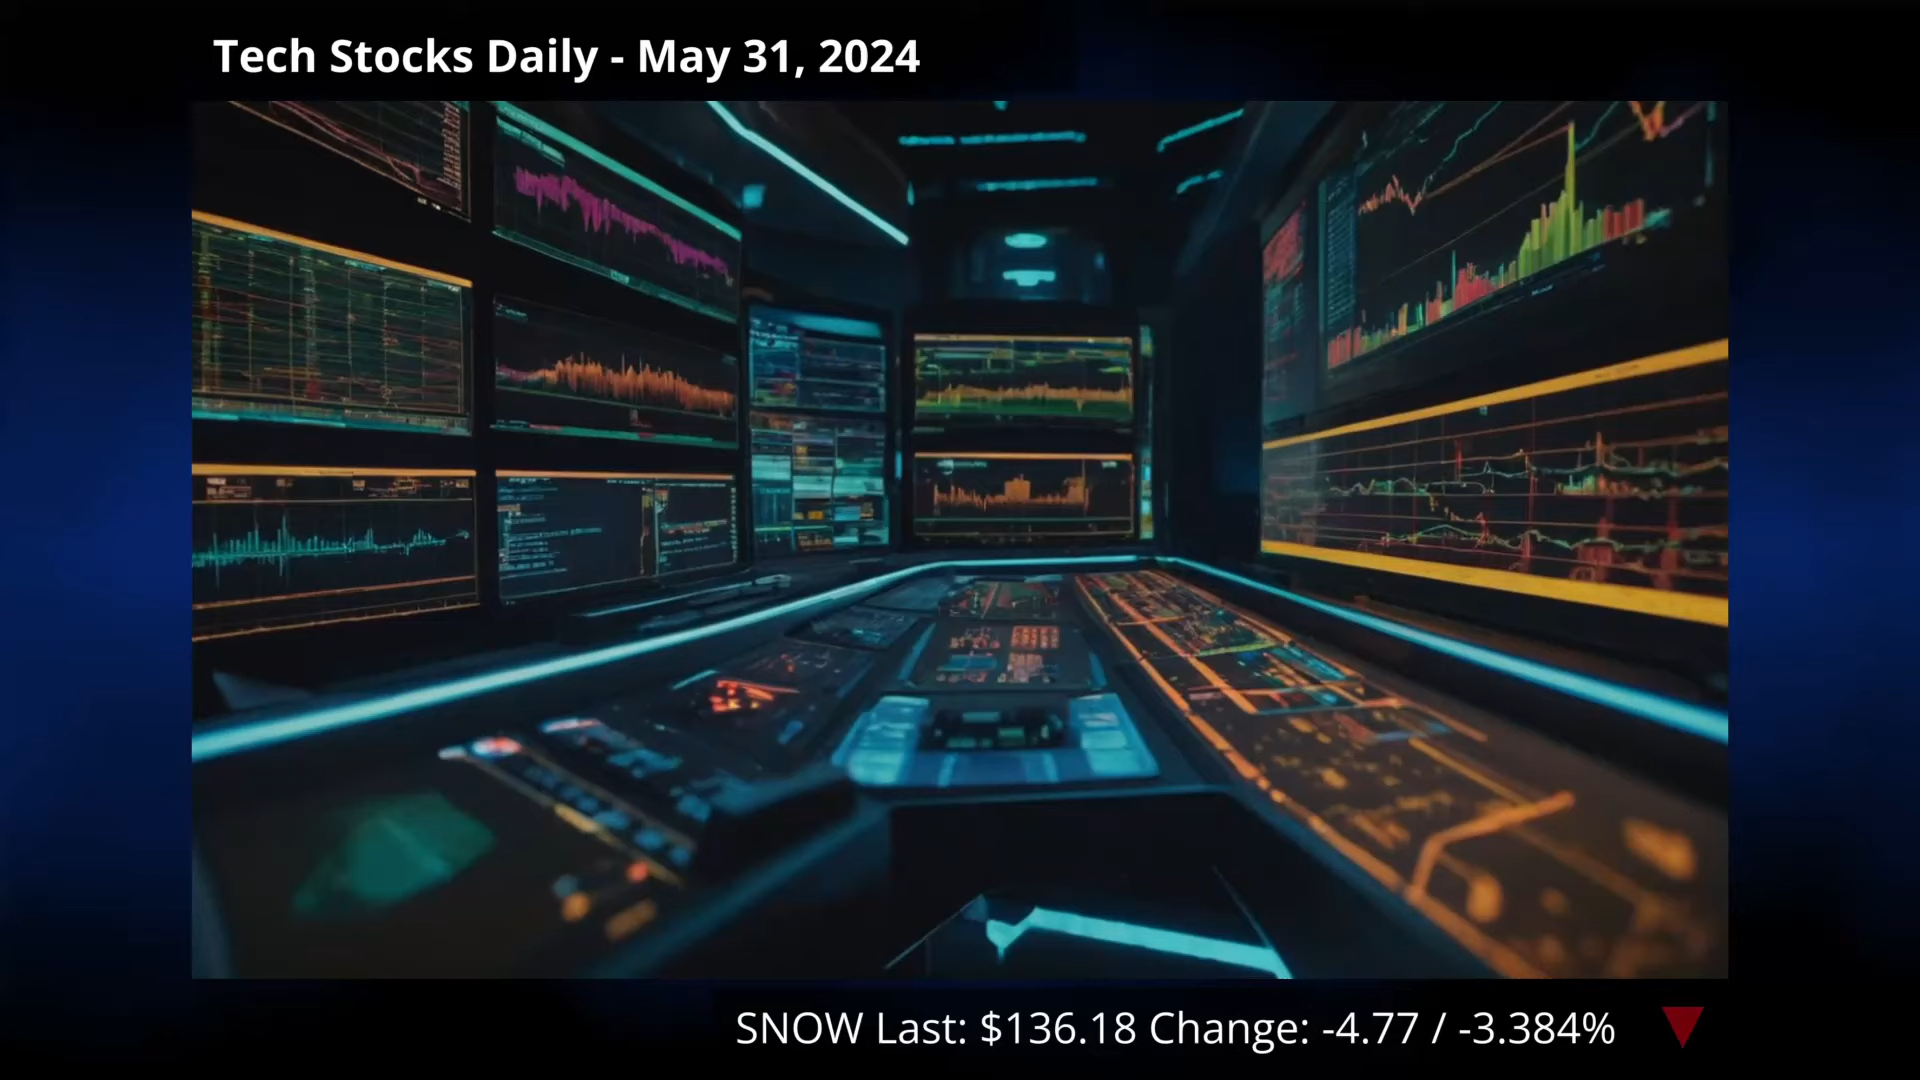 Tech Stocks Daily - May 31, 2024
SNOW Last: $136.18 Change: -4.77 / -3.384%